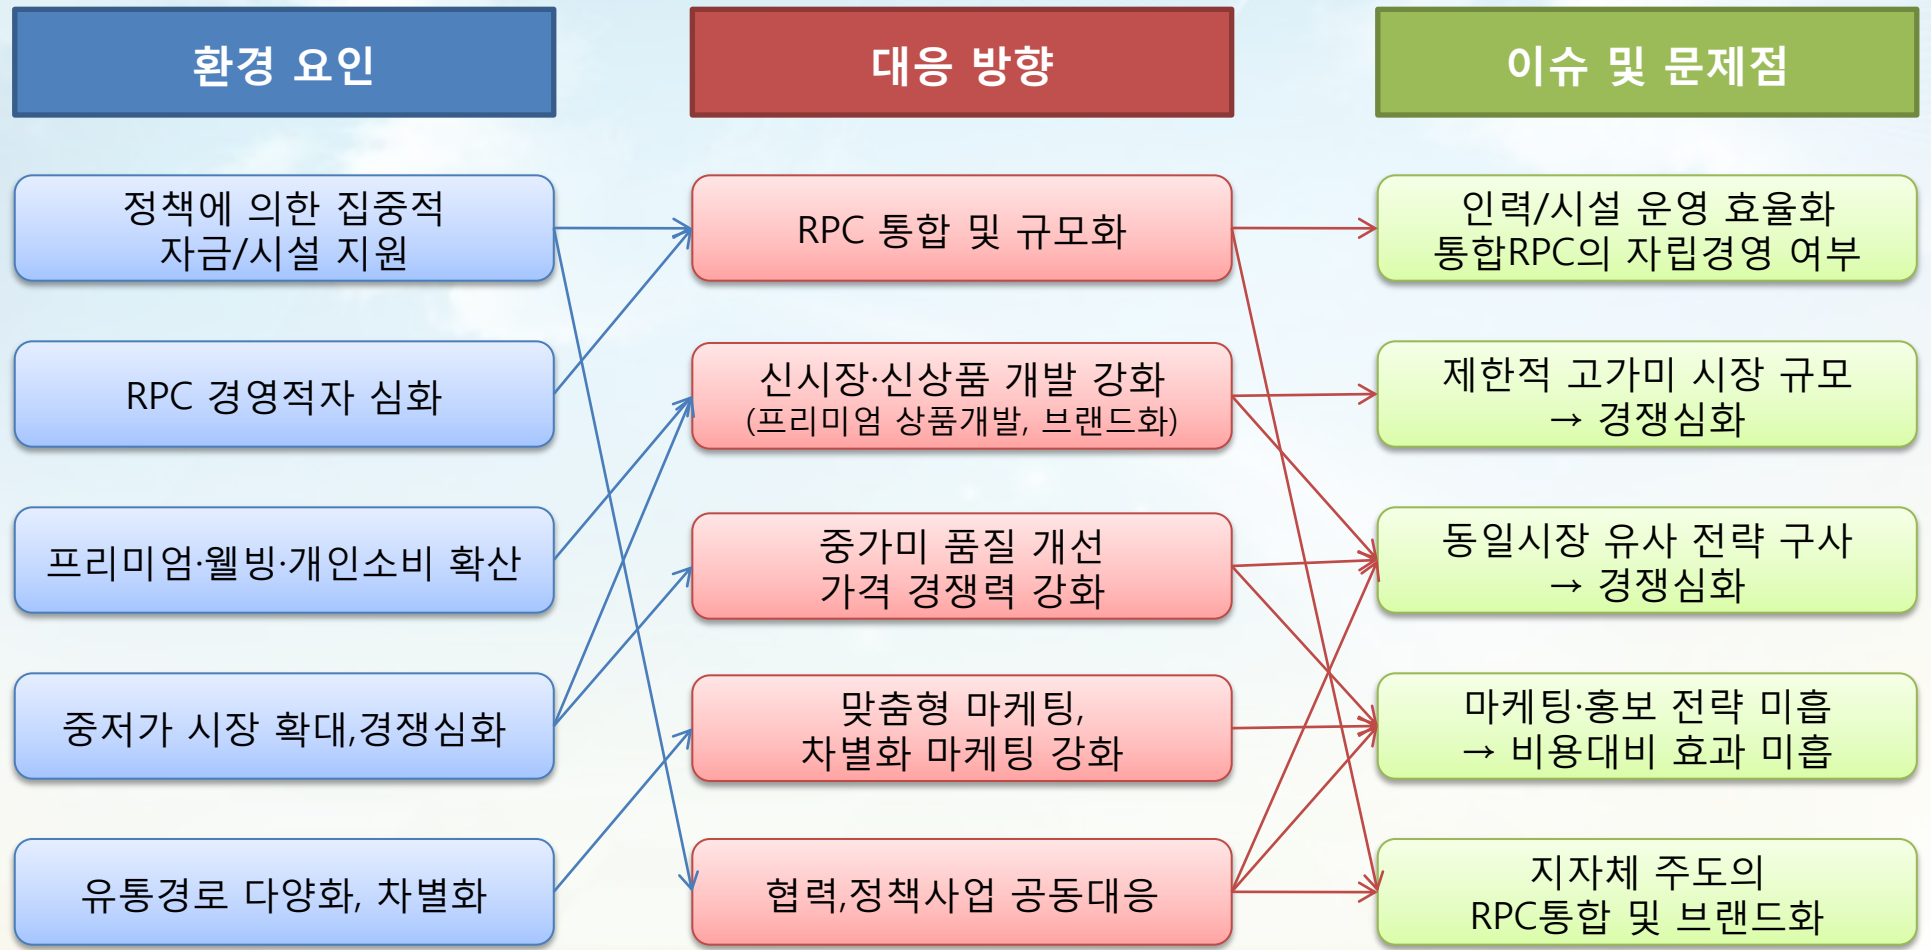 환경 요인
대응 방향
이슈 및 문제점
정책에 의한 집중적
자금/시설 지원
RPC 통합 및 규모화
인력/시설 운영 효율화
통합RPC의 자립경영 여부
RPC 경영적자 심화
신시장·신상품 개발 강화
(프리미엄 상품개발, 브랜드화)
제한적 고가미 시장 규모
→ 경쟁심화
프리미엄·웰빙·개인소비 확산
중가미 품질 개선
가격 경쟁력 강화
동일시장 유사 전략 구사
→ 경쟁심화
중저가 시장 확대,경쟁심화
맞춤형 마케팅,
차별화 마케팅 강화
마케팅·홍보 전략 미흡
→ 비용대비 효과 미흡
유통경로 다양화, 차별화
협력,정책사업 공동대응
지자체 주도의
RPC통합 및 브랜드화